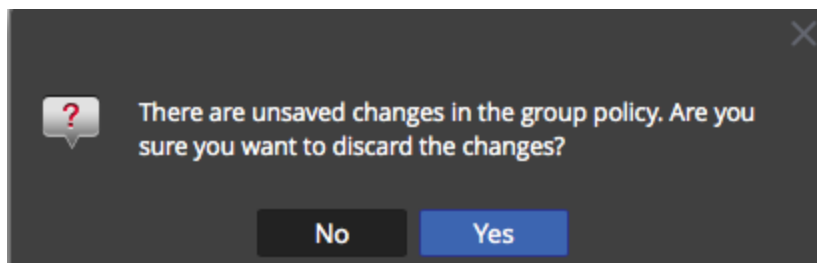 ?
There are unsaved changes in the group policy. Are you
sure you want to discard the changes?
No Yes